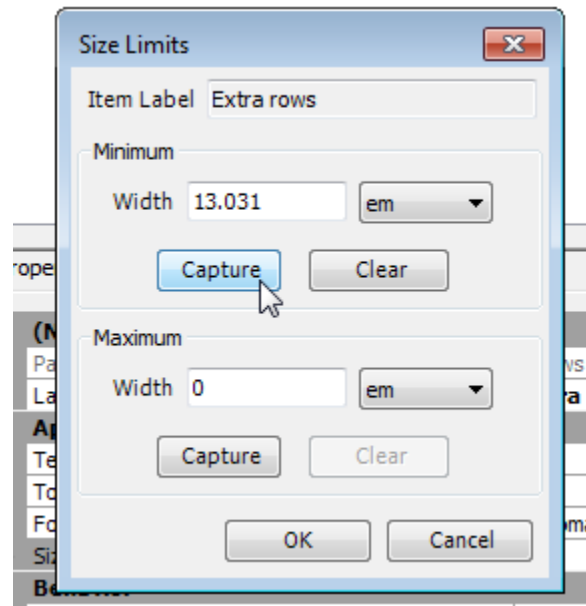 Size Limits
Item Label Extra rows
Minimum
Width 13.031 em
Capture Clear
Maximum
Width 0 em
Capture Clear
OK Cancel